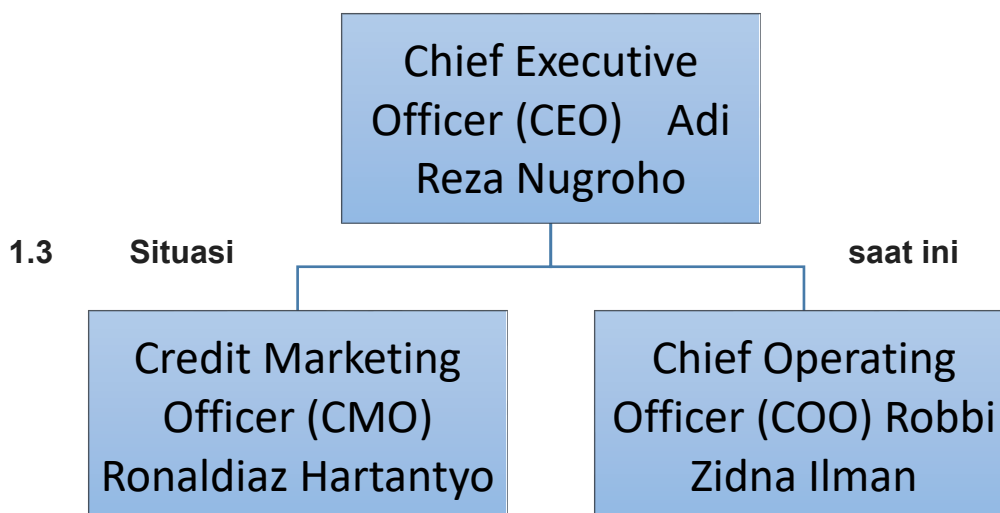 Chief Executive
Officer (CEO) Adi
Reza Nugroho
1.3 Situasi saat ini
Credit Marketing
Officer (CMO)
Ronaldiaz Hartantyo
Chief Operating
Officer (COO) Robbi
Zidna Ilman